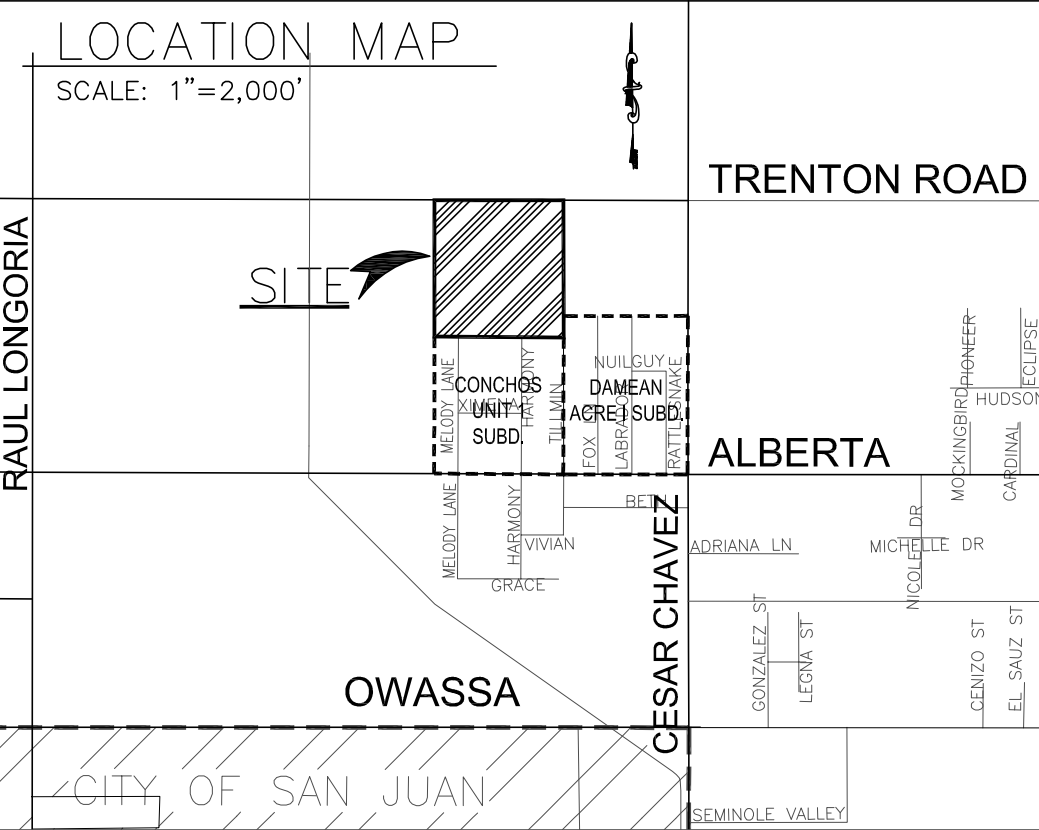 LOCATION MAP
SCALE: 1"=2,000'
TRENTON ROAD
RAUL LONGORIA
SITE
MELODY LANE
HARMONY
TILLMIN
CONCHOS
XIMENA
UNIT 1
SUBD.
NUILGUY
DAMEAN
ACRE I SUBD.
FOX LN
LABRADOR
RATTLESNAKE
PIONEER
ECLIPSE
HUDSON
MOCKINGBIRD
CARDINAL
ALBERTA
MELODY LANE
HARMONY
BETH
VIVIAN
GRACE
CESAR CHAVEZ
ADRIANA LN
MICHELLE DR
NICOLE DR
GONZALEZ ST
LEGNA ST
CENIZO ST
EL SAUZ ST
OWASSA
CITY OF SAN JUAN
SEMINOLE VALLEY